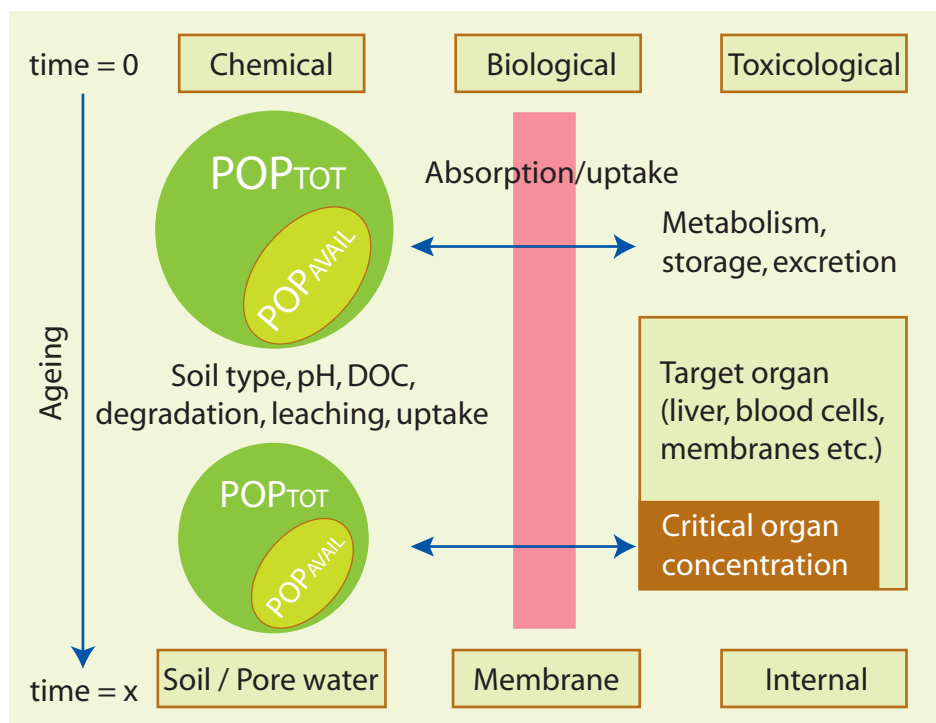 time = 0
Chemical
Biological
Toxicological
POPTOT
POPAVAIL
Absorption/uptake
Metabolism,
storage, excretion
Ageing
Soil type, pH, DOC,
degradation, leaching, uptake
Target organ
(liver, blood cells,
membranes etc.)
POPTOT
POPAVAIL
Critical organ
concentration
time = x
Soil / Pore water
Membrane
Internal